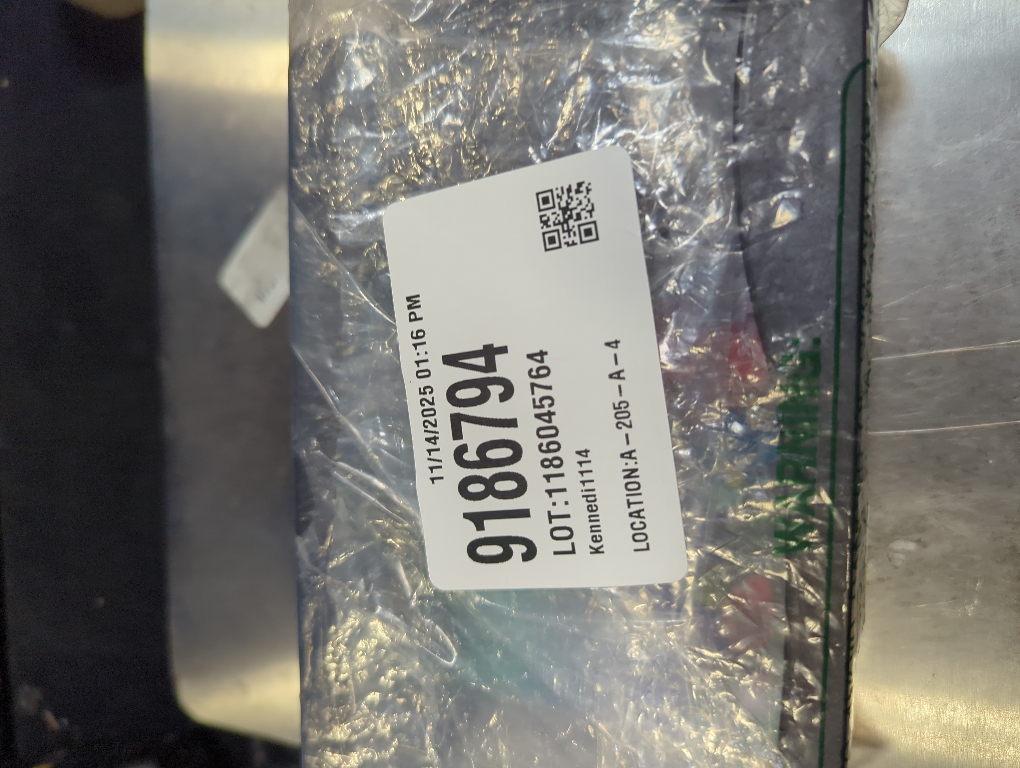 11/14/2025 01:16 PM
9186794
LOT:1186045764
Kennedi1114
LOCATION:A-205-A-4
WARNING: